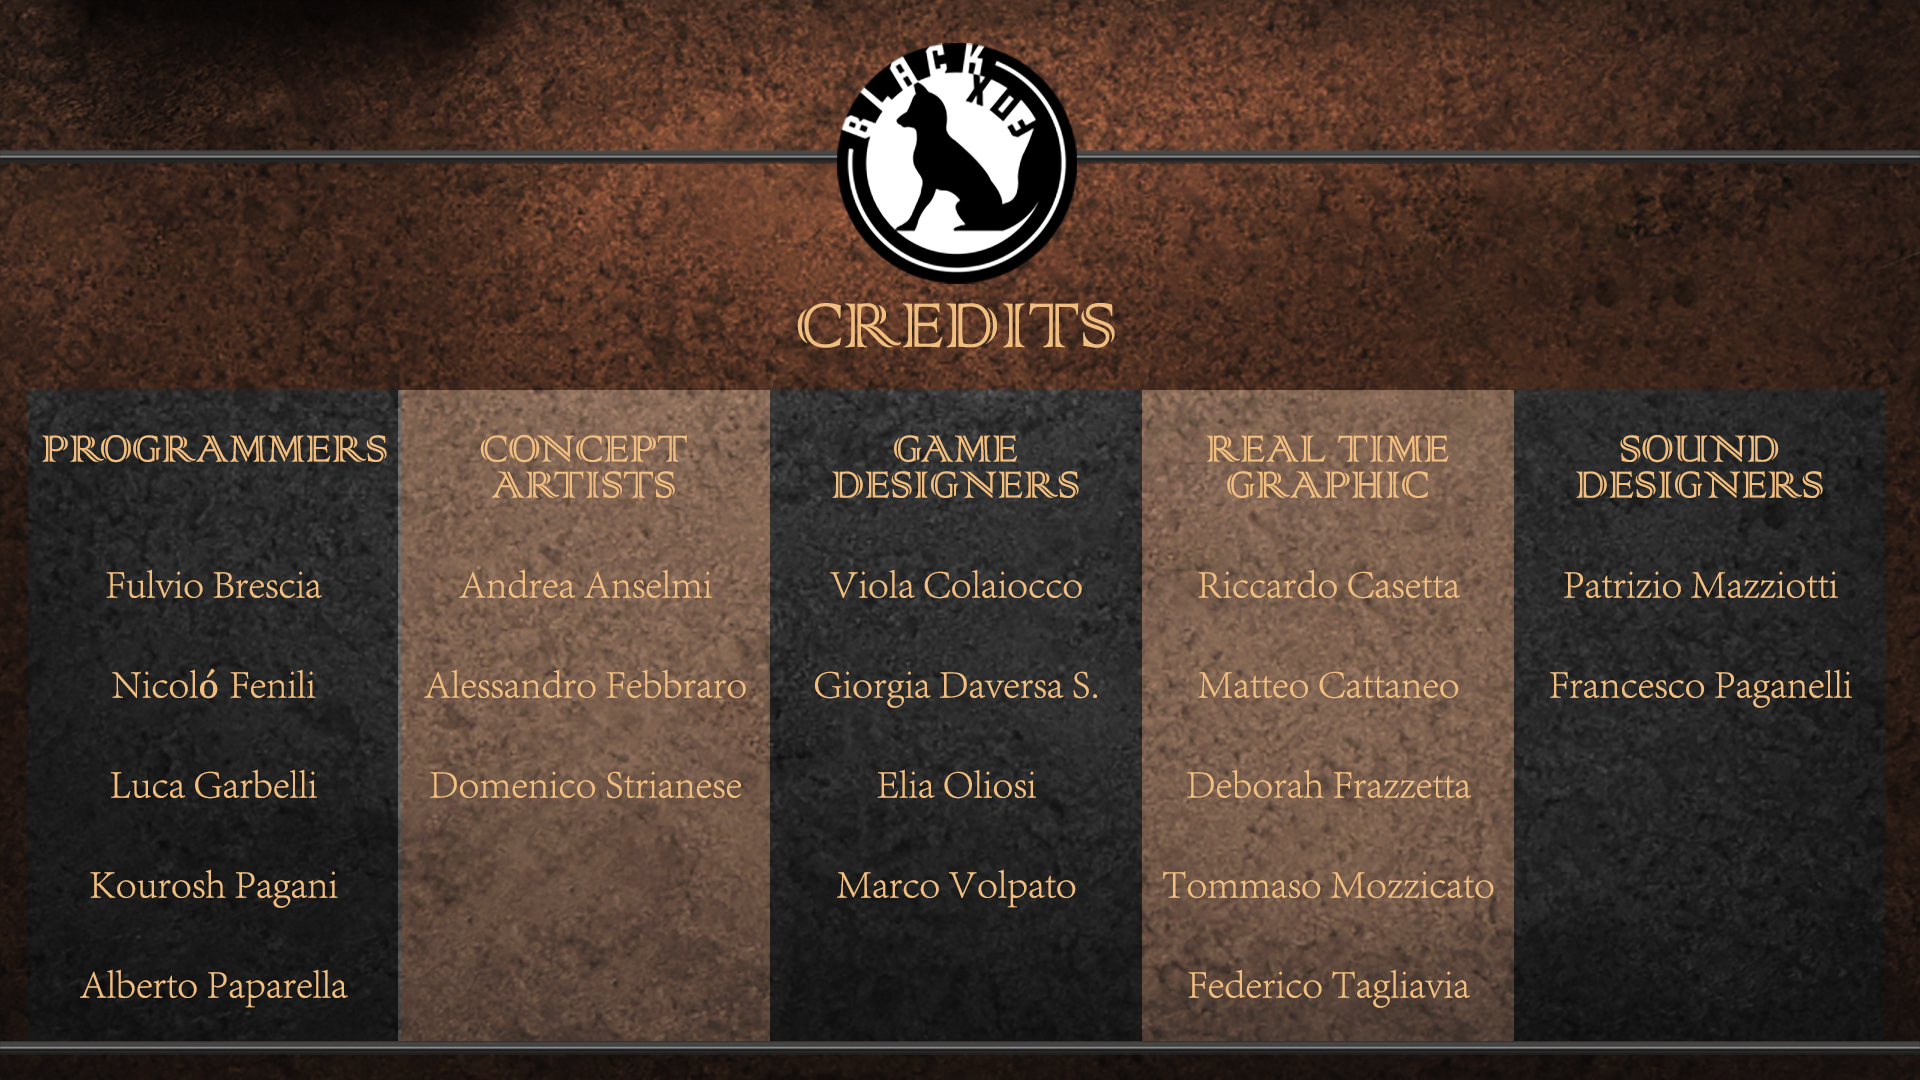 BLACK
XUE
CREDITS
PROGRAMMERS
Fulvio Brescia
Nicoló Fenili
Luca Garbelli
Kourosh Pagani
Alberto Paparella
CONCEPT
ARTISTS
Andrea Anselmi
Alessandro Febbraro
Domenico Strianese
GAME
DESIGNERS
Viola Colaiocco
Giorgia Daversa S.
Elia Oliosi
Marco Volpato
REAL TIME
GRAPHIC
Riccardo Casetta
Matteo Cattaneo
Deborah Frazzetta
Tommaso Mozzicato
Federico Tagliavia
SOUND
DESIGNERS
Patrizio Mazziotti
Francesco Paganelli